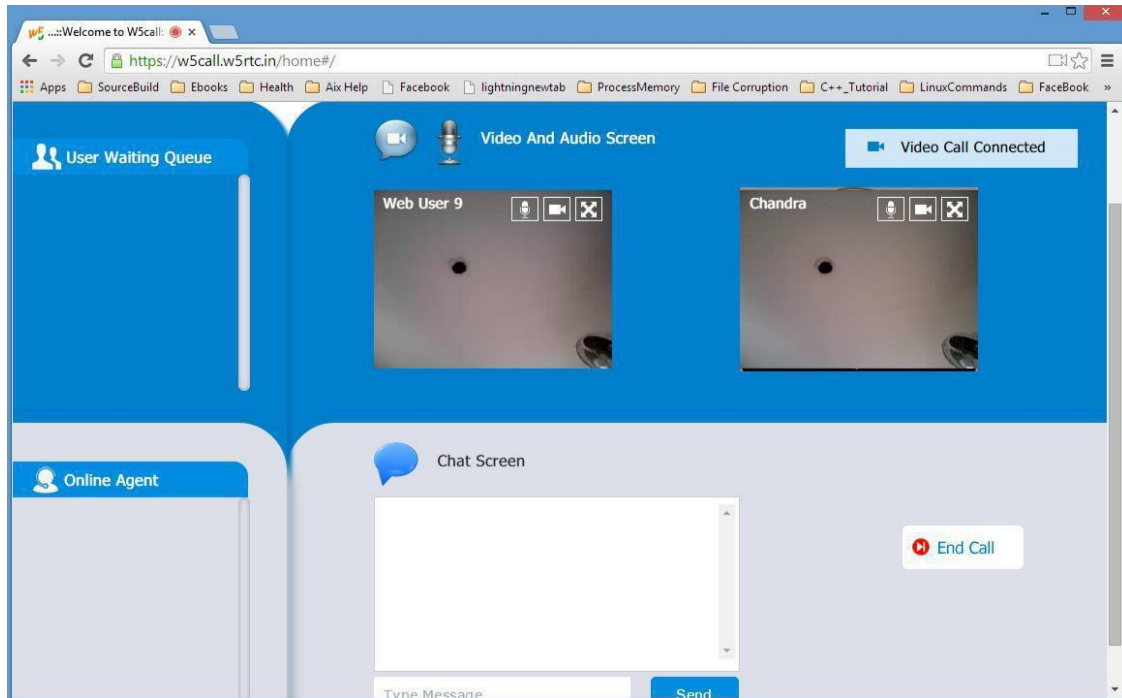 w5 ...::Welcome to W5call:
https://w5call.w5rtc.in/home#/
Apps SourceBuild Ebooks Health Aix Help Facebook lightningnewtab ProcessMemory File Corruption C++_Tutorial LinuxCommands FaceBook »
User Waiting Queue
Video And Audio Screen
Video Call Connected
Web User 9
Chandra
Online Agent
Chat Screen
End Call
Type Message
Send